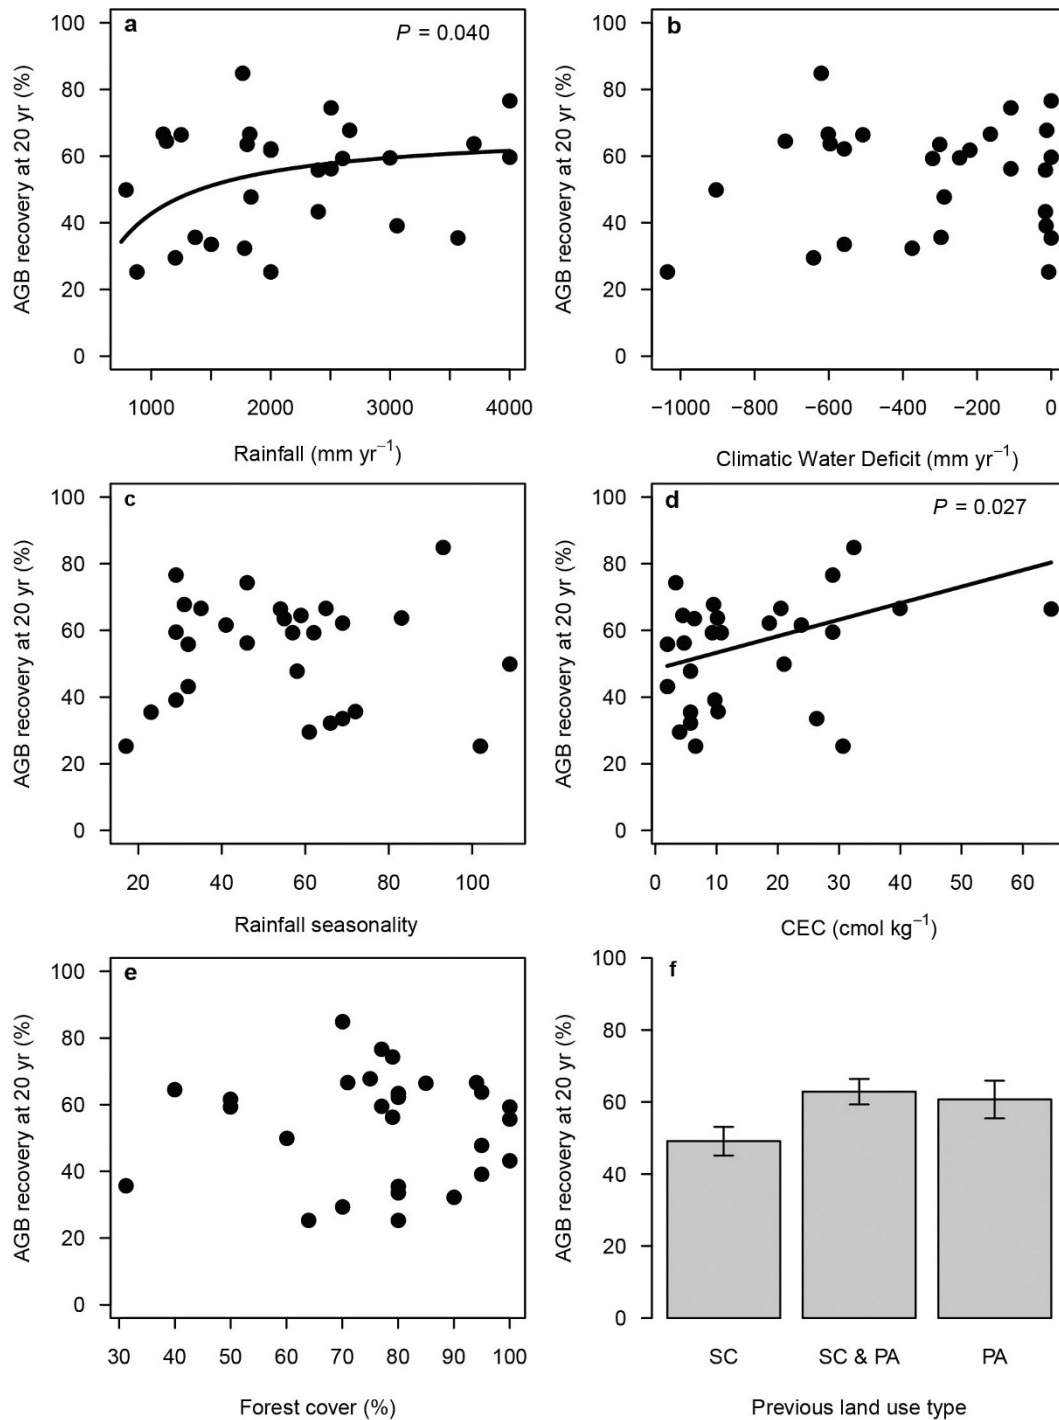 a
P = 0.040
AGB recovery at 20 yr (%)
100
80
60
40
20
0
1000 2000 3000 4000
Rainfall (mm yr⁻¹)
b
AGB recovery at 20 yr (%)
100
80
60
40
20
0
−1000 −800 −600 −400 −200 0
Climatic Water Deficit (mm yr⁻¹)
c
AGB recovery at 20 yr (%)
100
80
60
40
20
0
20 40 60 80 100
Rainfall seasonality
d
P = 0.027
AGB recovery at 20 yr (%)
100
80
60
40
20
0
0 10 20 30 40 50 60
CEC (cmol kg⁻¹)
e
AGB recovery at 20 yr (%)
100
80
60
40
20
0
30 40 50 60 70 80 90 100
Forest cover (%)
f
AGB recovery at 20 yr (%)
100
80
60
40
20
0
SC SC & PA PA
Previous land use type